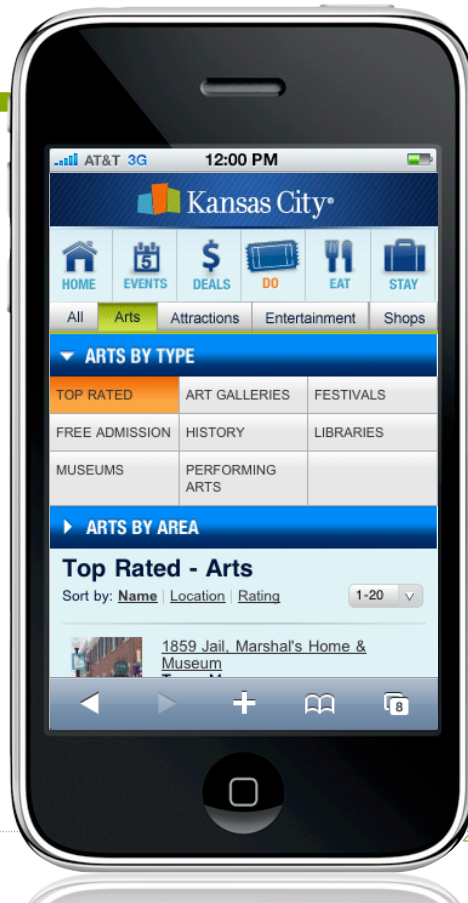 AT&T 3G 12:00 PM
Kansas City
5
$
HOME EVENTS DEALS DO EAT STAY
All Arts Attractions Entertainment Shops
ARTS BY TYPE
TOP RATED ART GALLERIES FESTIVALS
FREE ADMISSION HISTORY LIBRARIES
MUSEUMS PERFORMING
ARTS
ARTS BY AREA
Top Rated - Arts
Sort by: Name | Location | Rating 1-20
1859 Jail, Marshal's Home &
Museum
8